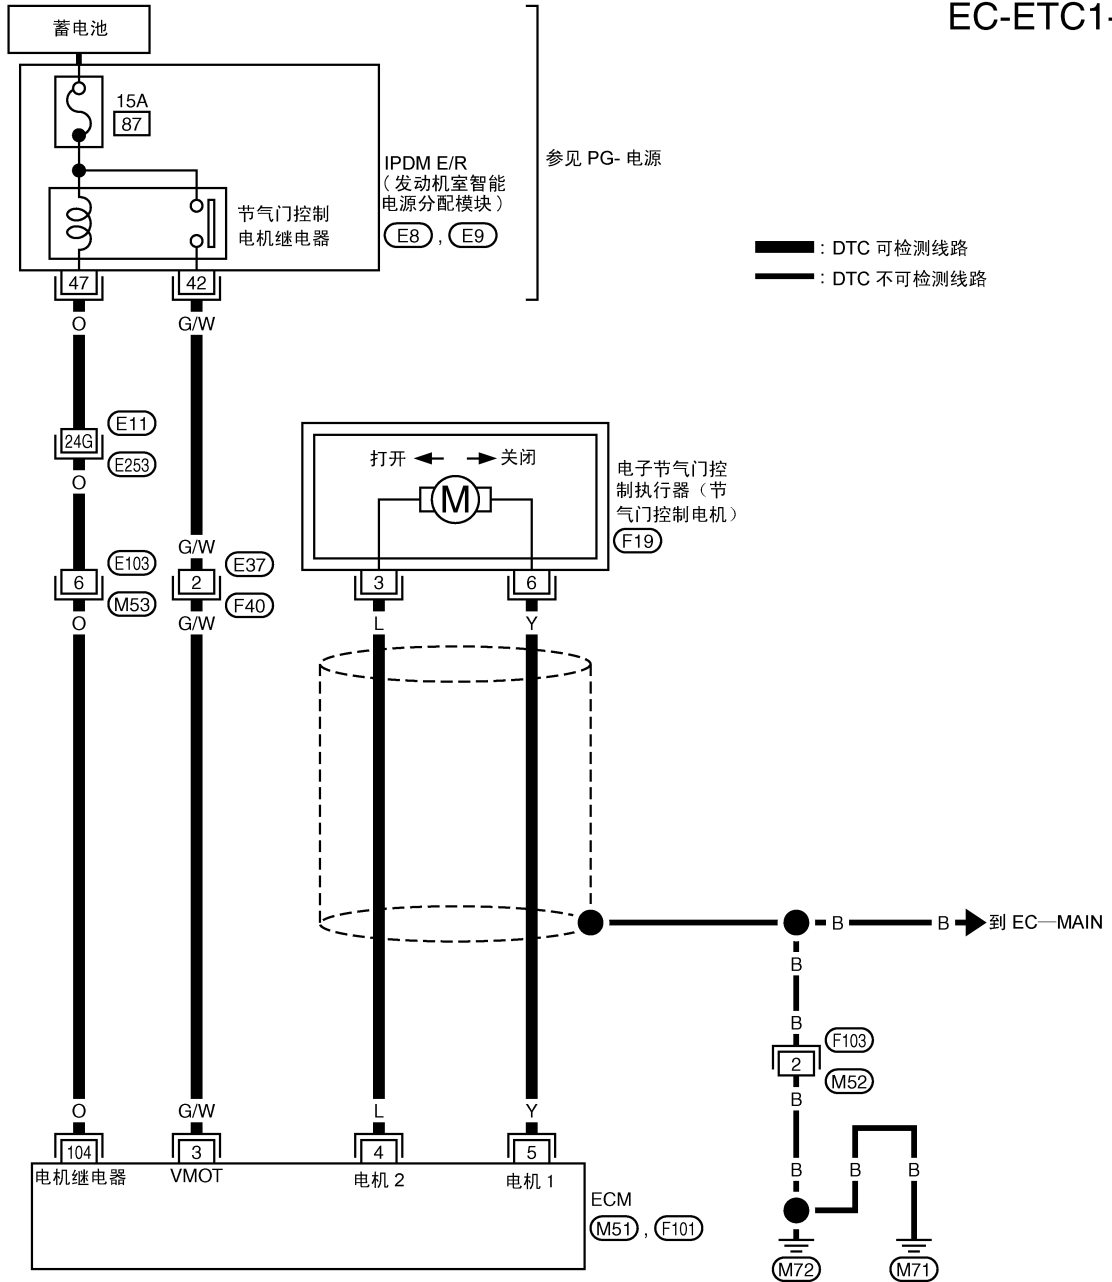 EC-ETC1-
蓄电池
15A
87
IPDM E/R
（发动机室智能
电源分配模块）
E8 , E9
参见 PG- 电源
节气门控制
电机继电器
: DTC 可检测线路
: DTC 不可检测线路
47
42
O
G/W
E11
24G
E253
O
G/W
打开
关闭
M
电子节气门控
制执行器（节
气门控制电机）
F19
E103
6
M53
E37
2
F40
3
6
O
G/W
L
Y
B
B
到 EC—MAIN
B
B
F103
2
M52
B
B
B
B
O
G/W
L
Y
104
3
4
5
电机继电器
VMOT
电机 2
电机 1
ECM
M51 , F101
M72
M71